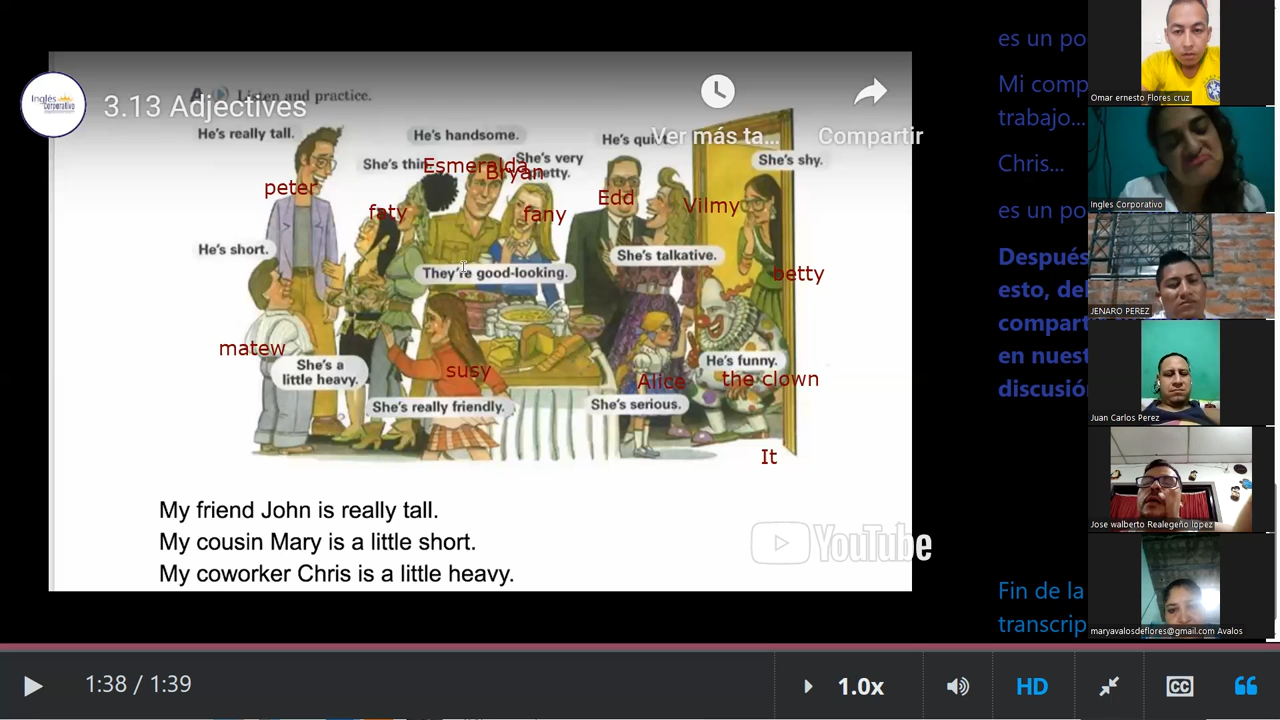 Listen and practice.
3.13 Adjectives
Inglés
Corporativo
Ver más ta...
Compartir
He's really tall.
He's handsome.
He's quiet.
She's shy.
She's thin.
Esmeralda
She's very
pretty.
Bryan
peter
faty
fany
Edd
Vilmy
He's short.
They're good-looking.
She's talkative.
betty
matew
She's a
little heavy.
susy
Alice
He's funny.
the clown
She's really friendly.
She's serious.
It
My friend John is really tall.
My cousin Mary is a little short.
My coworker Chris is a little heavy.
YouTube
es un po
Mi comp
trabajo...
Chris...
es un po
Después
esto, de
compart
en nuest
discusió
Fin de la
transcrip
Omar ernesto Flores cruz
Ingles Corporativo
JENARO PEREZ
Juan Carlos Perez
Jose walberto Realegeño lopez
maryavalosdeflores@gmail.com Avalos
1:38 / 1:39
1.0x
HD
CC